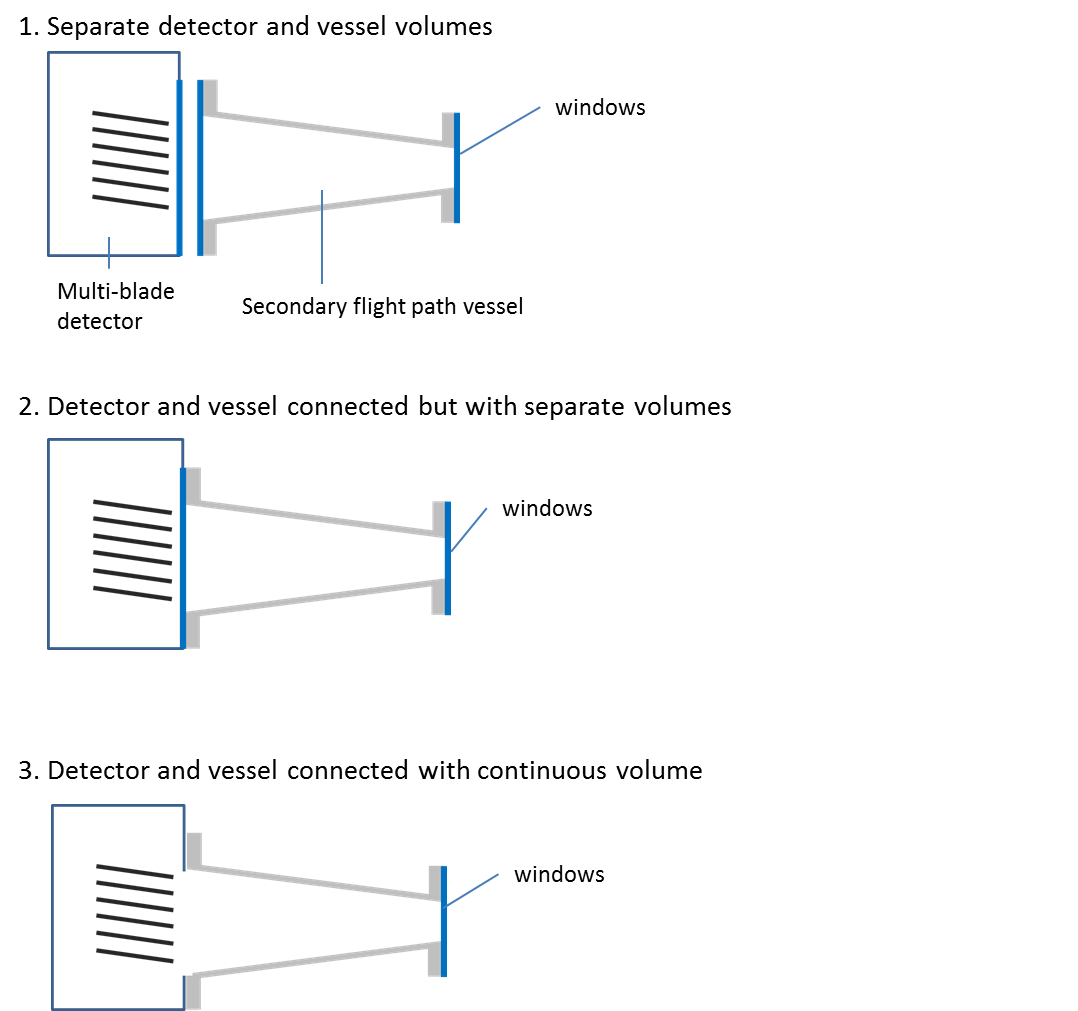 1. Separate detector and vessel volumes
windows
Multi-blade
detector
Secondary flight path vessel
2. Detector and vessel connected but with separate volumes
windows
3. Detector and vessel connected with continuous volume
windows